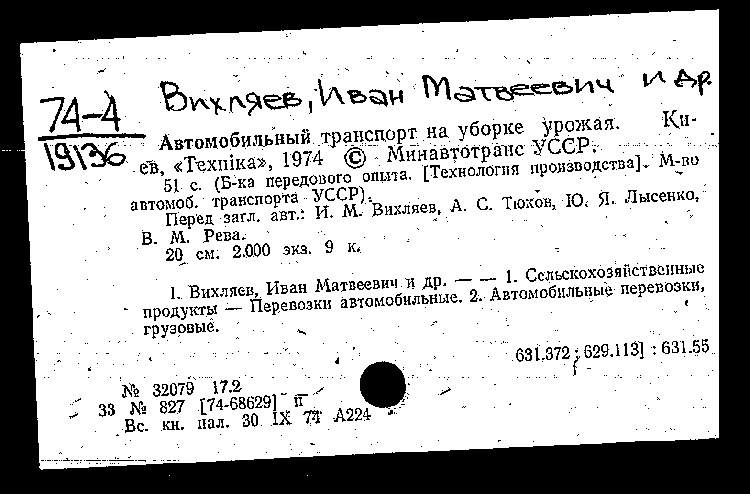 Вихляев, Иван Матвеевич и др.
74-4
19136
Автомобильный транспорт на уборке урожая. Ки-
ев, «Техніка», 1974 © Минавтотранс УССР.
51 с. (Б-ка передового опыта. [Технология производства]. М-во
автомоб. транспорта УССР).
Перед загл. авт.: И. М. Вихляев, А. С. Тюхов, Ю. Я. Лысенко,
В. М. Рева.
20 см. 2.000 экз. 9 к.
1. Вихляев, Иван Матвеевич и др. — — 1. Сельскохозяйственные
продукты — Перевозки автомобильные. 2. Автомобильные перевозки,
грузовые.
631.372 : 629.113] : 631.55
№ 32079 17.2
33 № 827 [74-68629] п
Вс. кн. пал. 30 IX 74 А224